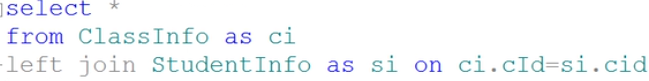 select *
from ClassInfo as ci
left join StudentInfo as si on ci.cId=si.cid